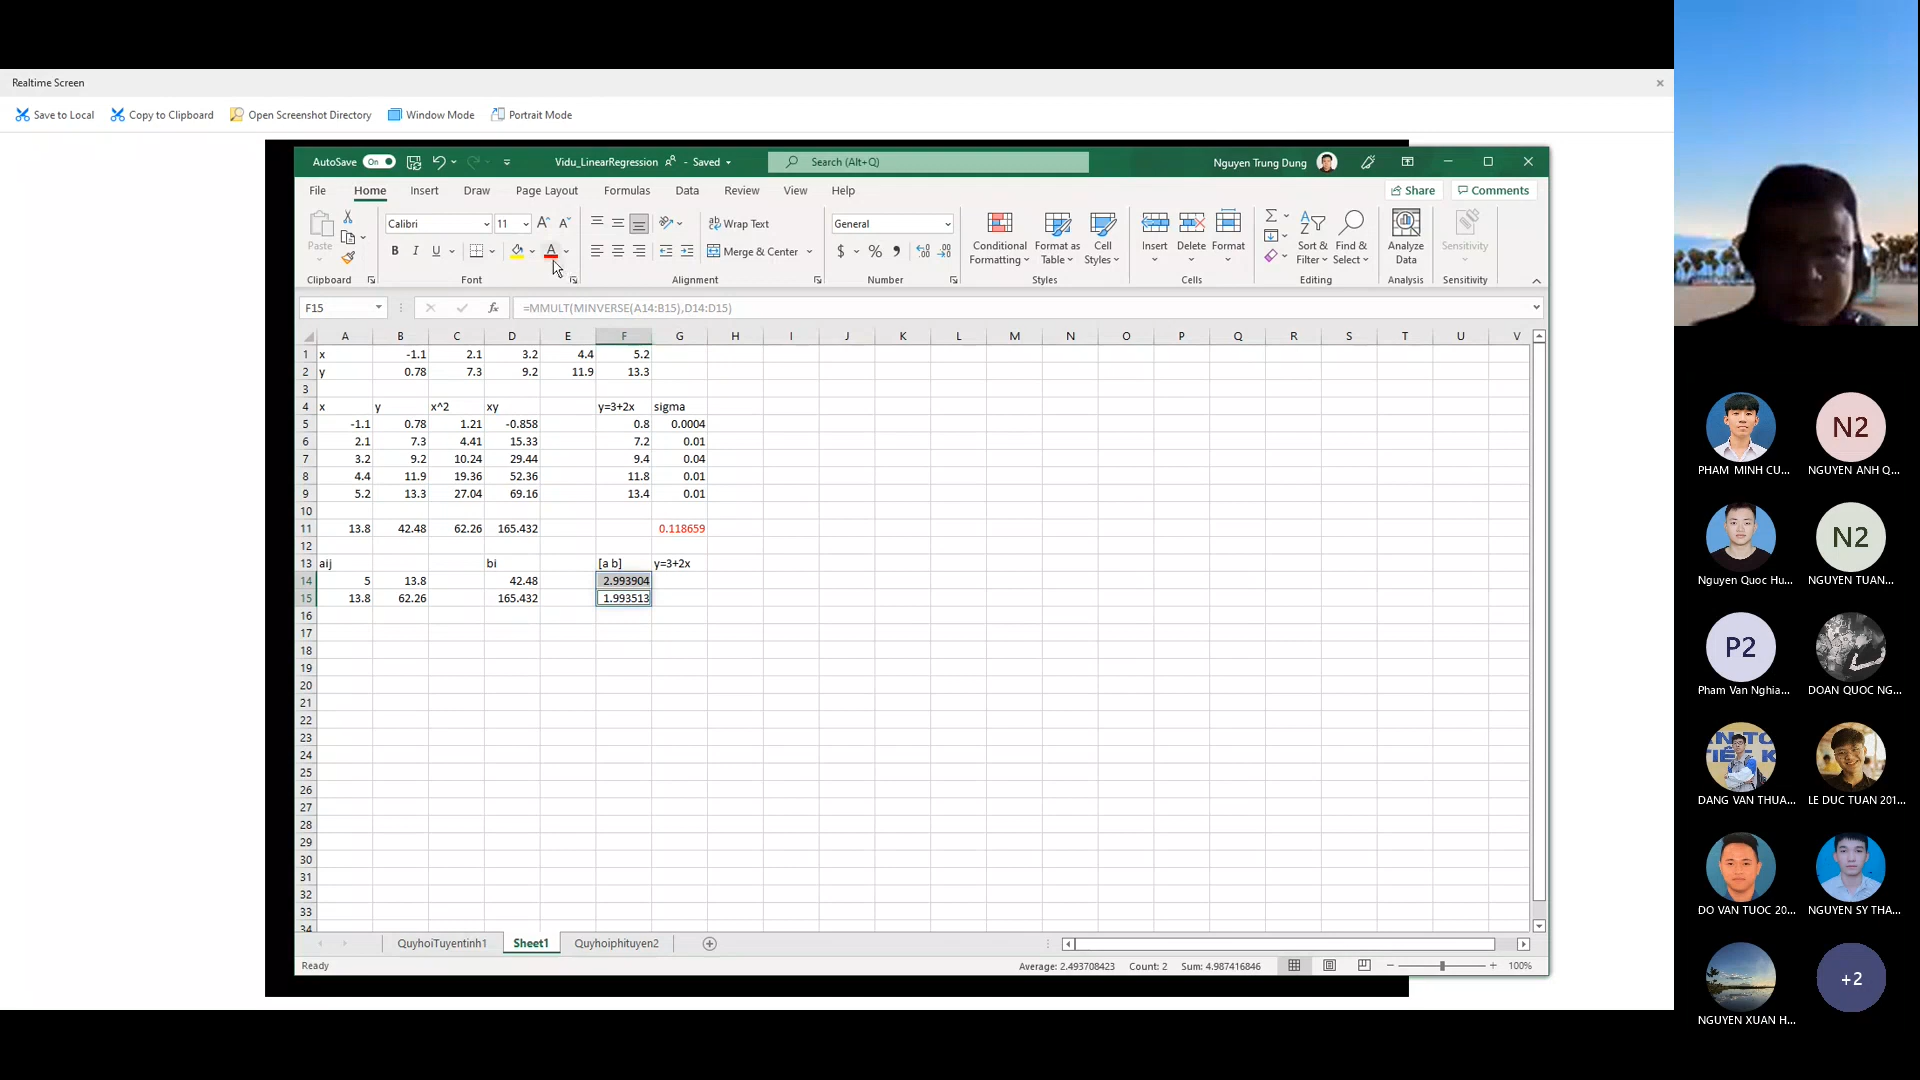 Realtime Screen
Save to Local Copy to Clipboard Open Screenshot Directory Window Mode Portrait Mode
AutoSave On Vidu_LinearRegression - Saved Search (Alt+Q) Nguyen Trung Dung
File Home Insert Draw Page Layout Formulas Data Review View Help Share Comments
Paste Calibri 11 Wrap Text General
B I U Merge & Center $ % Conditional Formatting Format as Table Cell Styles Insert Delete Format Sort & Filter Find & Select Analyze Data Sensitivity
Clipboard Font Alignment Number Styles Cells Editing Analysis Sensitivity
F15 fx =MMULT(MINVERSE(A14:B15),D14:D15)
A B C D E F G H I J K L M N O P Q R S T U V
1 x -1.1 2.1 3.2 4.4 5.2
2 y 0.78 7.3 9.2 11.9 13.3
3
4 x y x^2 xy y=3+2x sigma
5 -1.1 0.78 1.21 -0.858 0.8 0.0004
6 2.1 7.3 4.41 15.33 7.2 0.01
7 3.2 9.2 10.24 29.44 9.4 0.04
8 4.4 11.9 19.36 52.36 11.8 0.01
9 5.2 13.3 27.04 69.16 13.4 0.01
10
11 13.8 42.48 62.26 165.432 0.118659
12
13 aij bi [a b] y=3+2x
14 5 13.8 42.48 2.993904
15 13.8 62.26 165.432 1.993513
16
17
18
19
20
21
22
23
24
25
26
27
28
29
30
31
32
33
34
QuyhoiTuyentinh1 Sheet1 Quyhoiphituyen2
Ready Average: 2.493708423 Count: 2 Sum: 4.987416846 100%
N2
PHAM MINH CU... NGUYEN ANH Q...
N2
Nguyen Quoc Hu... NGUYEN TUAN...
P2
Pham Van Nghia... DOAN QUOC NG...
DANG VAN THUA... LE DUC TUAN 201...
DO VAN TUOC 20... NGUYEN SY THA...
+2
NGUYEN XUAN H...